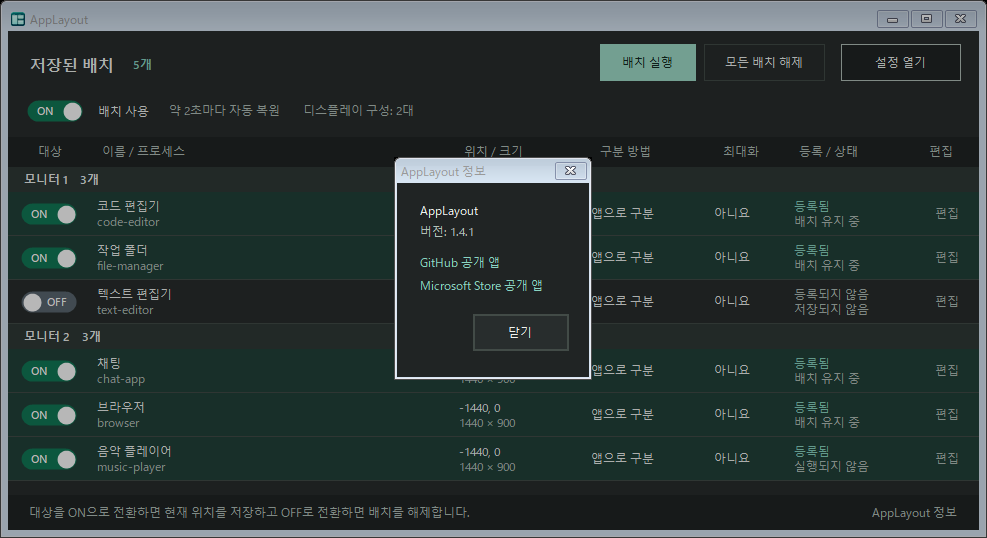 AppLayout
저장된 배치 5개
배치 실행
모든 배치 해제
설정 열기
ON 배치 사용 약 2초마다 자동 복원 디스플레이 구성: 2대
대상 이름 / 프로세스 위치 / 크기 구분 방법 최대화 등록 / 상태 편집
모니터 1 3개
ON 코드 편집기 앱으로 구분 아니요 등록됨 편집
code-editor 배치 유지 중
ON 작업 폴더 앱으로 구분 아니요 등록됨 편집
file-manager 배치 유지 중
OFF 텍스트 편집기 앱으로 구분 아니요 등록되지 않음 편집
text-editor 저장되지 않음
모니터 2 3개
ON 채팅 앱으로 구분 아니요 등록됨 편집
chat-app 1440 × 900 배치 유지 중
ON 브라우저 -1440, 0 앱으로 구분 아니요 등록됨 편집
browser 1440 × 900 배치 유지 중
ON 음악 플레이어 -1440, 0 앱으로 구분 아니요 등록됨 편집
music-player 1440 × 900 실행되지 않음
대상을 ON으로 전환하면 현재 위치를 저장하고 OFF로 전환하면 배치를 해제합니다.
AppLayout 정보
AppLayout 정보
AppLayout
버전: 1.4.1
GitHub 공개 앱
Microsoft Store 공개 앱
닫기